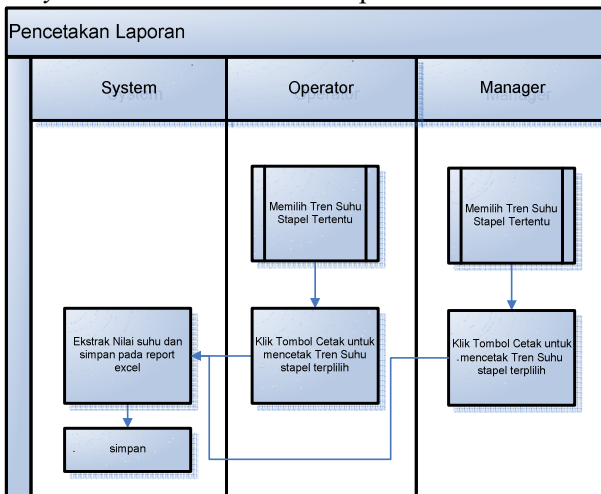 Pencetakan Laporan
System
Operator
Manager
Memilih Tren Suhu
Stapel Tertentu
Memilih Tren Suhu
Stapel Tertentu
Ekstrak Nilai suhu dan
simpan pada report
excel
Klik Tombol Cetak untuk
mencetak Tren Suhu
stapel terplilih
Klik Tombol Cetak untuk
mencetak Tren Suhu
stapel terplilih
simpan